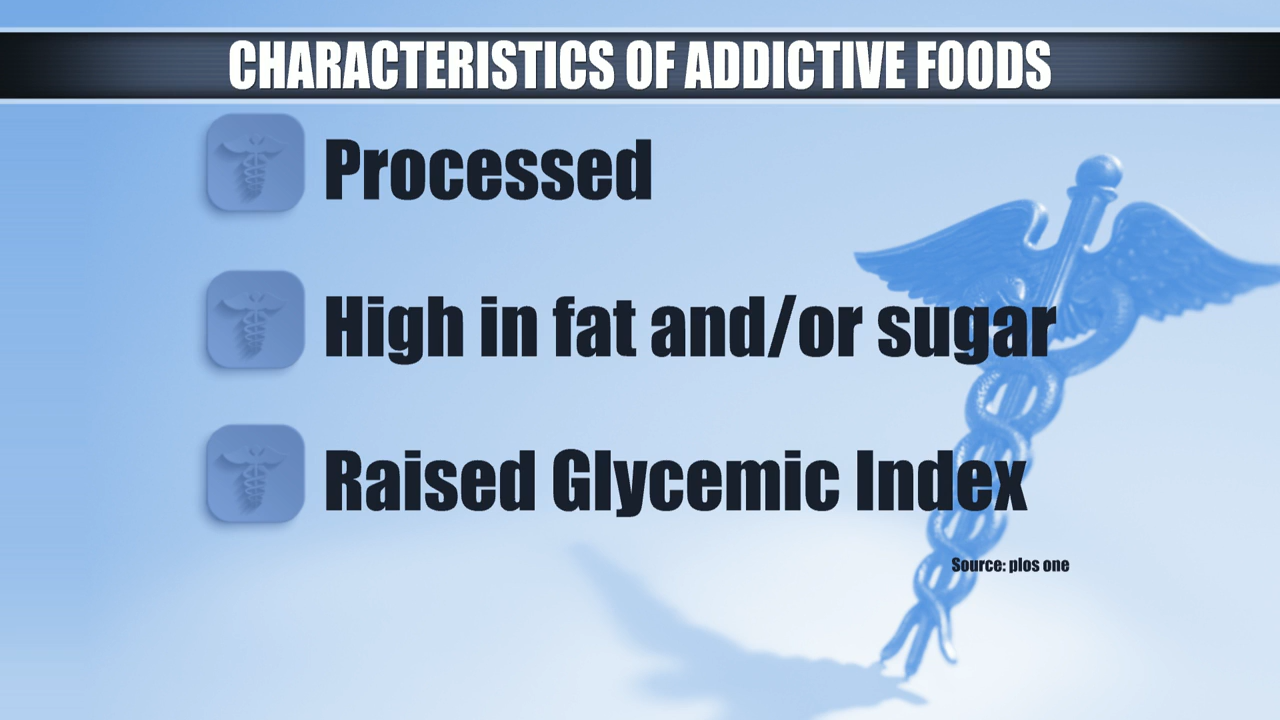 CHARACTERISTICS OF ADDICTIVE FOODS
Processed
High in fat and/or sugar
Raised Glycemic Index
Source: plos one